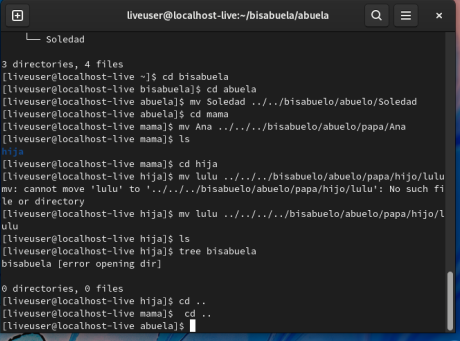 liveuser@localhost-live:~/bisabuela/abuela
└── Soledad
3 directories, 4 files
[liveuser@localhost-live ~]$ cd bisabuela
[liveuser@localhost-live bisabuela]$ cd abuela
[liveuser@localhost-live abuela]$ mv Soledad ../../bisabuelo/abuelo/Soledad
[liveuser@localhost-live abuela]$ cd mama
[liveuser@localhost-live mama]$ mv Ana ../../../bisabuelo/abuelo/papa/Ana
[liveuser@localhost-live mama]$ ls
hija
[liveuser@localhost-live mama]$ cd hija
[liveuser@localhost-live hija]$ mv lulu ../../../bisabuelo/abuelo/papa/hijo/lulu
mv: cannot move 'lulu' to '../../../bisabuelo/abuelo/papa/hijo/lulu': No such fi
le or directory
[liveuser@localhost-live hija]$ mv lulu ../../../../bisabuelo/abuelo/papa/hijo/l
ulu
[liveuser@localhost-live hija]$ ls
[liveuser@localhost-live hija]$ tree bisabuela
bisabuela [error opening dir]
0 directories, 0 files
[liveuser@localhost-live hija]$ cd ..
[liveuser@localhost-live mama]$  cd ..
[liveuser@localhost-live abuela]$